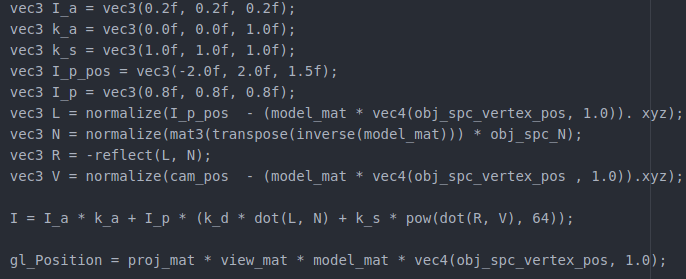 vec3 I_a = vec3(0.2f, 0.2f, 0.2f);
vec3 k_a = vec3(0.0f, 0.0f, 1.0f);
vec3 k_s = vec3(1.0f, 1.0f, 1.0f);
vec3 I_p_pos = vec3(-2.0f, 2.0f, 1.5f);
vec3 I_p = vec3(0.8f, 0.8f, 0.8f);
vec3 L = normalize(I_p_pos  - (model_mat * vec4(obj_spc_vertex_pos, 1.0)). xyz);
vec3 N = normalize(mat3(transpose(inverse(model_mat))) * obj_spc_N);
vec3 R = -reflect(L, N);
vec3 V = normalize(cam_pos  - (model_mat * vec4(obj_spc_vertex_pos , 1.0)).xyz);
I = I_a * k_a + I_p * (k_d * dot(L, N) + k_s * pow(dot(R, V), 64));
gl_Position = proj_mat * view_mat * model_mat * vec4(obj_spc_vertex_pos, 1.0);